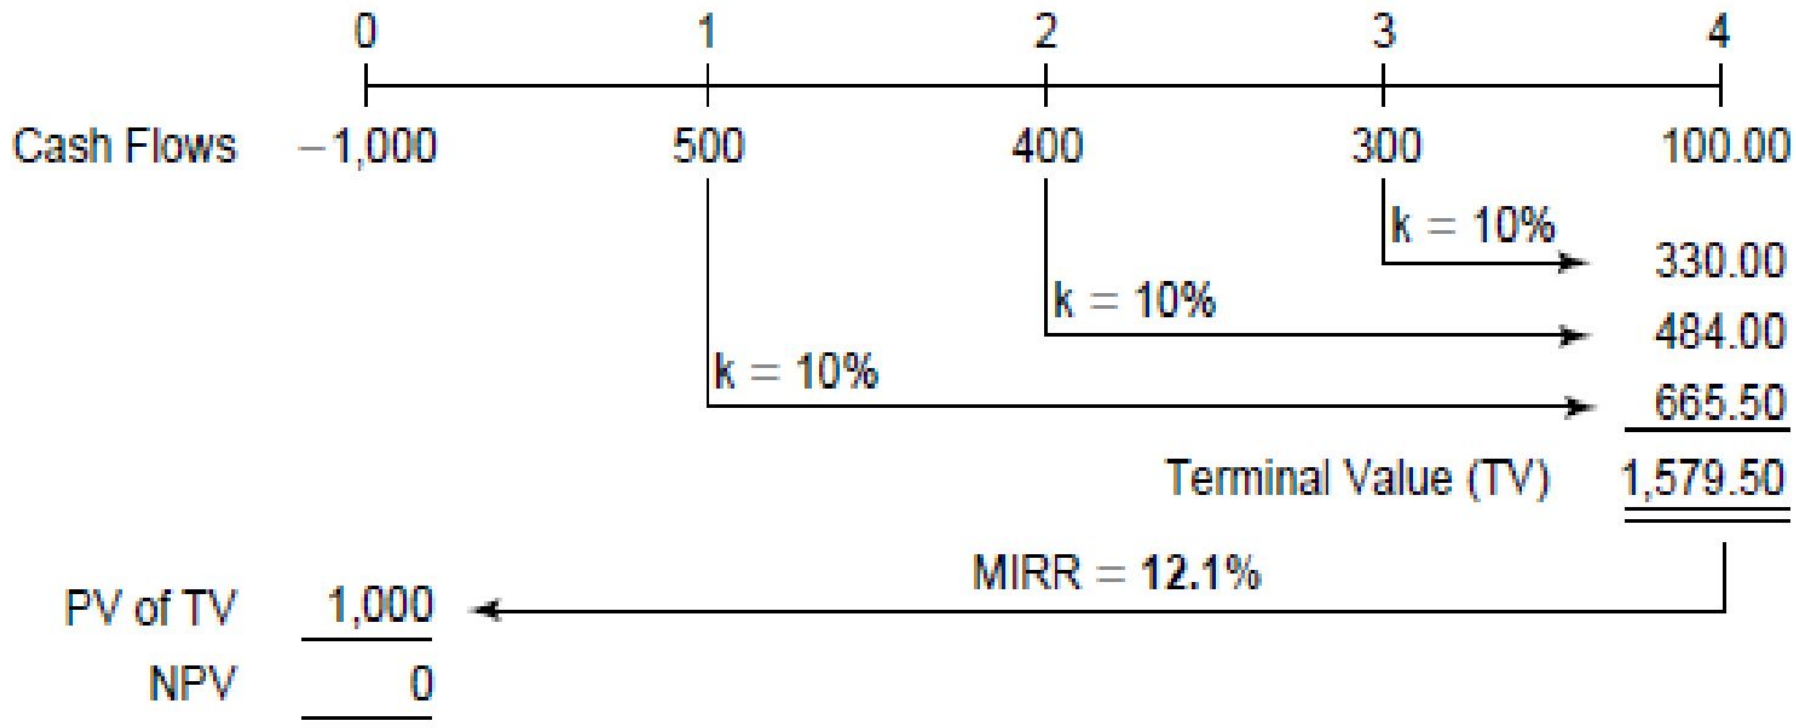 0 1 2 3 4
Cash Flows −1,000 500 400 300 100.00
k = 10% 330.00
k = 10% 484.00
k = 10% 665.50
Terminal Value (TV) 1,579.50
MIRR = 12.1%
PV of TV 1,000
NPV 0